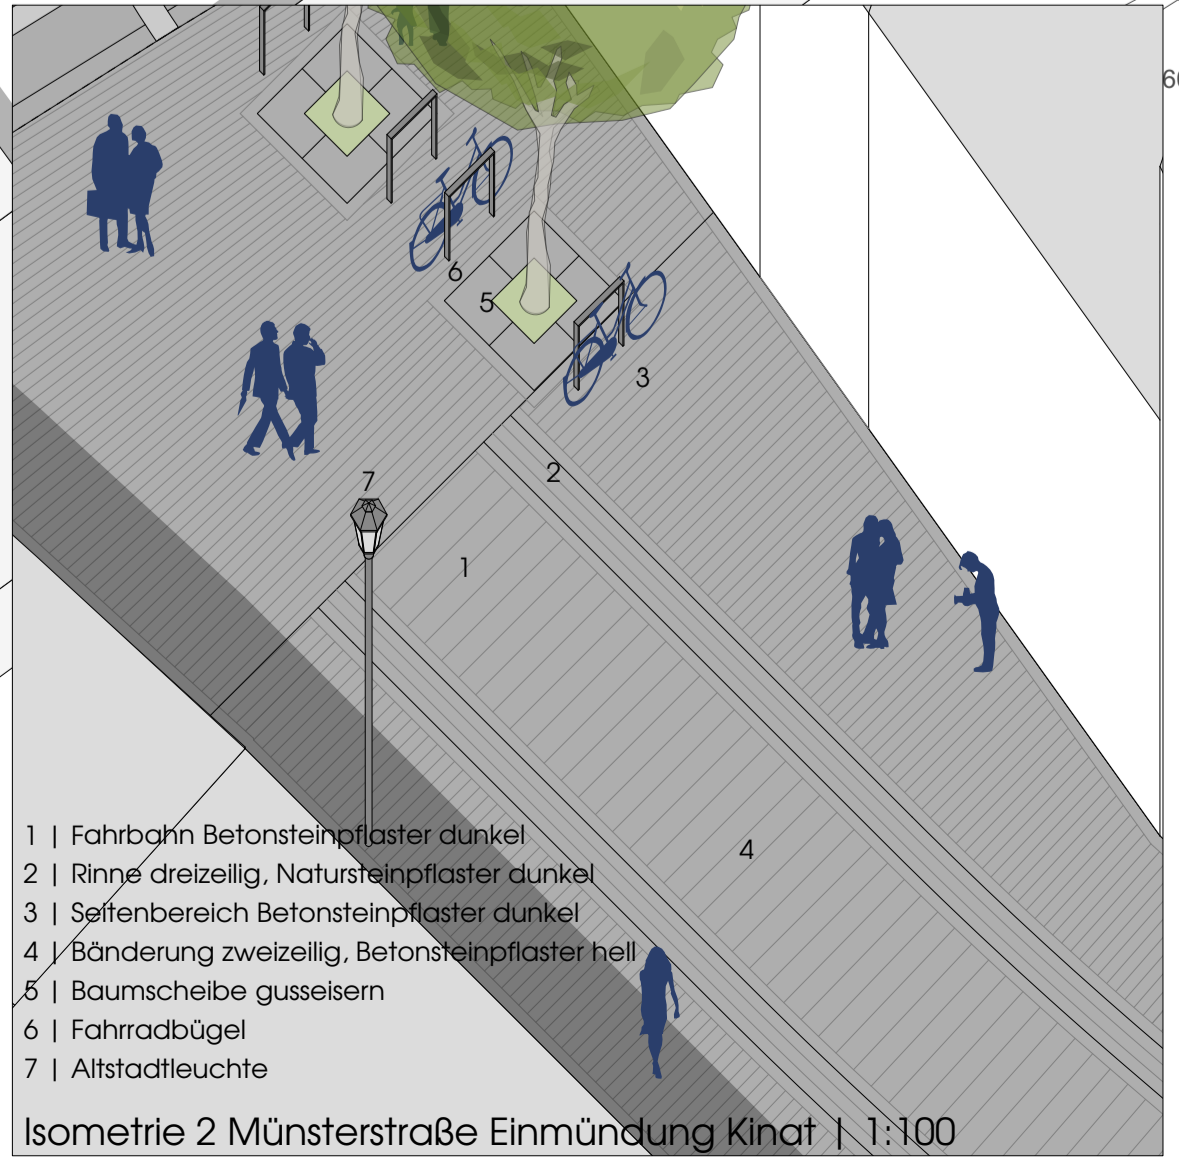 60
6
5
3
2
7
1
4
1 | Fahrbahn Betonsteinpflaster dunkel
2 | Rinne dreizeilig, Natursteinpflaster dunkel
3 | Seitenbereich Betonsteinpflaster dunkel
4 | Bänderung zweizeilig, Betonsteinpflaster hell
5 | Baumscheibe gusseisern
6 | Fahrradbügel
7 | Altstadtleuchte
Isometrie 2 Münsterstraße Einmündung Kinat | 1:100